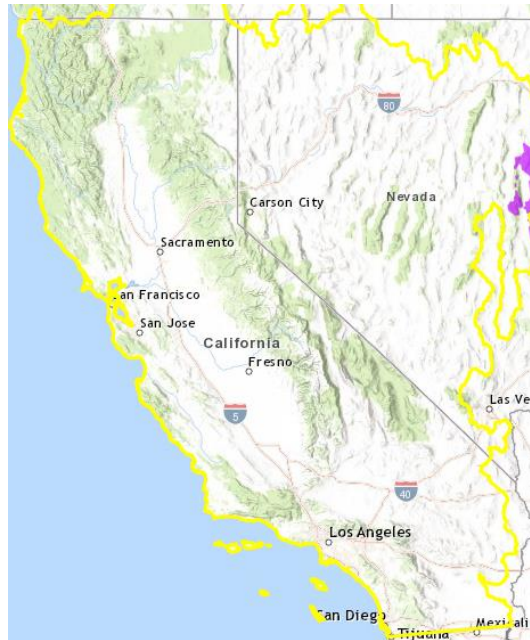 80
Nevada
Carson City
Sacramento
San Francisco
San Jose
California
Fresno
5
Las Ve
40
Los Angeles
San Diego
Tijuana
Mexicali